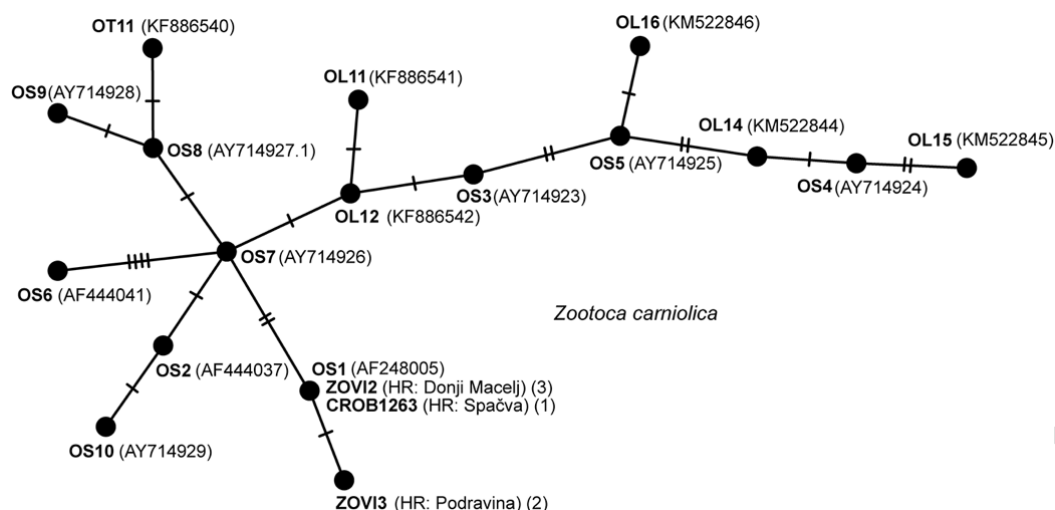 OT11 (KF886540)
OL16 (KM522846)
OL11 (KF886541)
OS9(AY714928)
OL14 (KM522844)
OL15 (KM522845)
OS8 (AY714927.1)
OS5 (AY714925)
OS4(AY714924)
OS3(AY714923)
OL12 (KF886542)
OS7(AY714926)
OS6 (AF444041)
Zootoca carniolica
OS2 (AF444037)
OS1 (AF248005)
ZOVI2 (HR: Donji Macelj) (3)
CROB1263 (HR: Spačva) (1)
OS10 (AY714929)
ZOVI3 (HR: Podravina) (2)